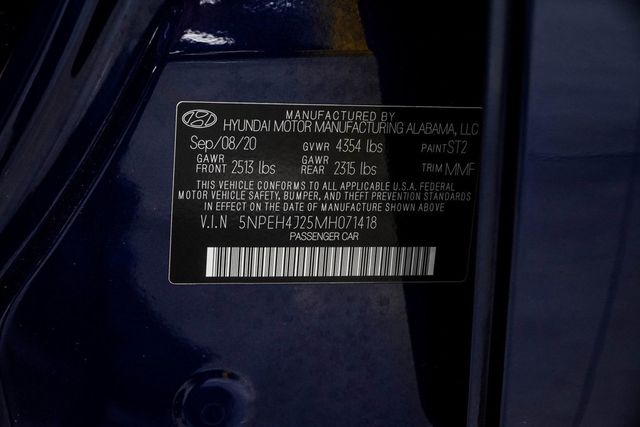 MANUFACTURED BY
HYUNDAI MOTOR MANUFACTURING ALABAMA, LLC
Sep/08/20 GVWR 4354 lbs PAINT ST2
GAWR FRONT 2513 lbs GAWR REAR 2315 lbs TRIM MMF
THIS VEHICLE CONFORMS TO ALL APPLICABLE U.S.A. FEDERAL
MOTOR VEHICLE SAFETY, BUMPER, AND THEFT PREVENTION STANDARDS
IN EFFECT ON THE DATE OF MANUFACTURE SHOWN ABOVE
V.I.N 5NPEH4J25MH071418
PASSENGER CAR